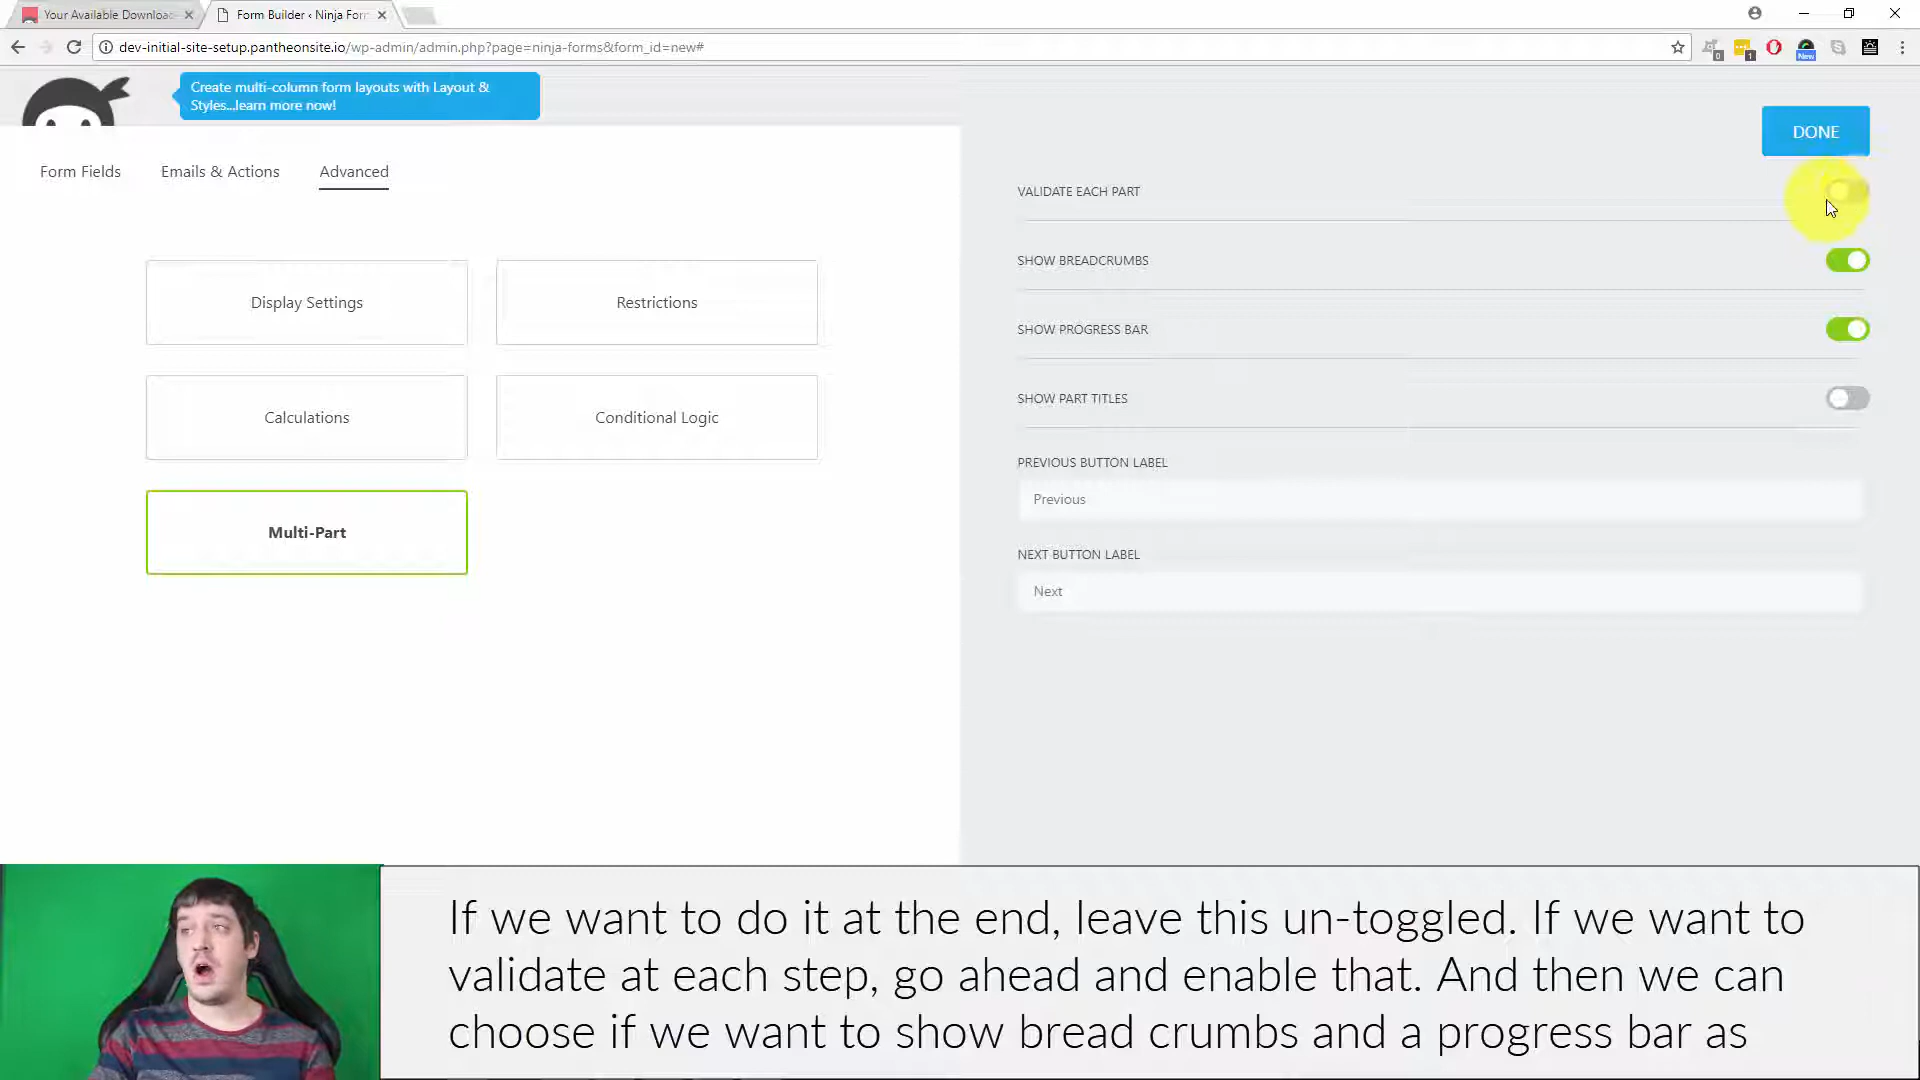 Your Available Download
Form Builder ‹ Ninja For
dev-initial-site-setup.pantheonsite.io/wp-admin/admin.php?page=ninja-forms&form_id=new#
0
1
New
Create multi-column form layouts with Layout &
Styles...learn more now!
DONE
Form Fields
Emails & Actions
Advanced
VALIDATE EACH PART
SHOW BREADCRUMBS
Display Settings
Restrictions
SHOW PROGRESS BAR
SHOW PART TITLES
Calculations
Conditional Logic
PREVIOUS BUTTON LABEL
Previous
Multi-Part
NEXT BUTTON LABEL
Next
If we want to do it at the end, leave this un-toggled. If we want to
validate at each step, go ahead and enable that. And then we can
choose if we want to show bread crumbs and a progress bar as